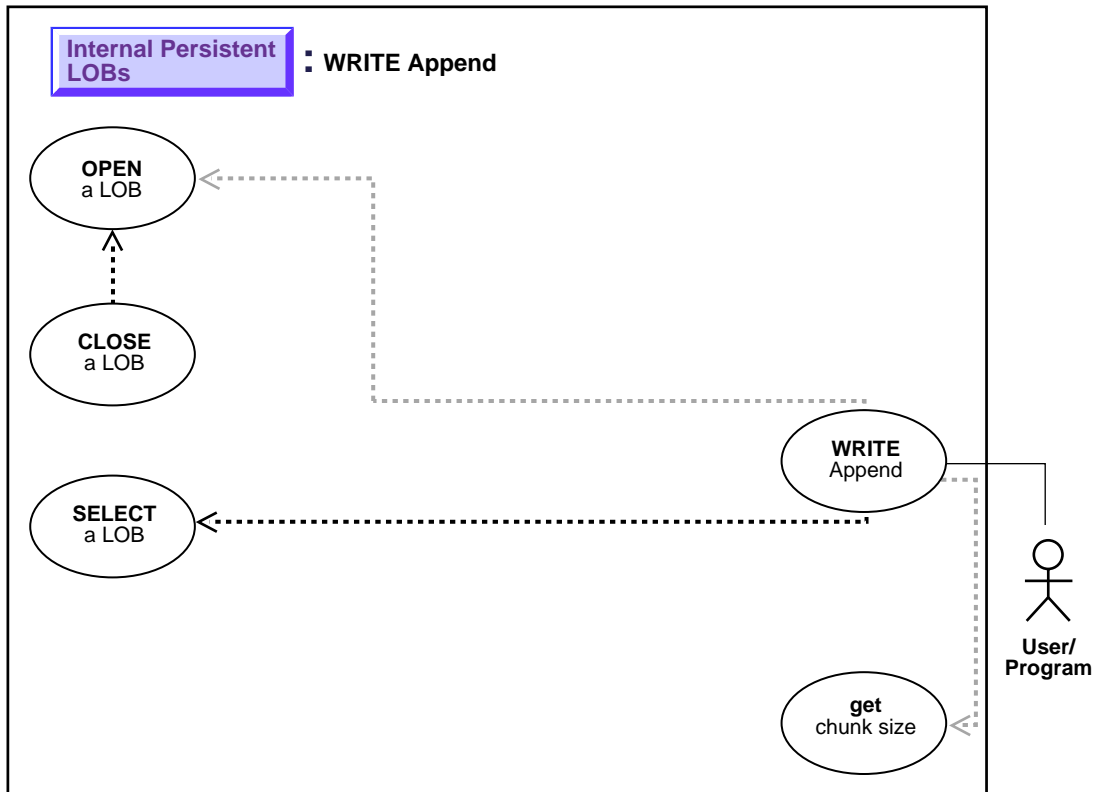 Internal Persistent
LOBs
: WRITE Append
OPEN
a LOB
CLOSE
a LOB
WRITE
Append
SELECT
a LOB
User/
Program
get
chunk size